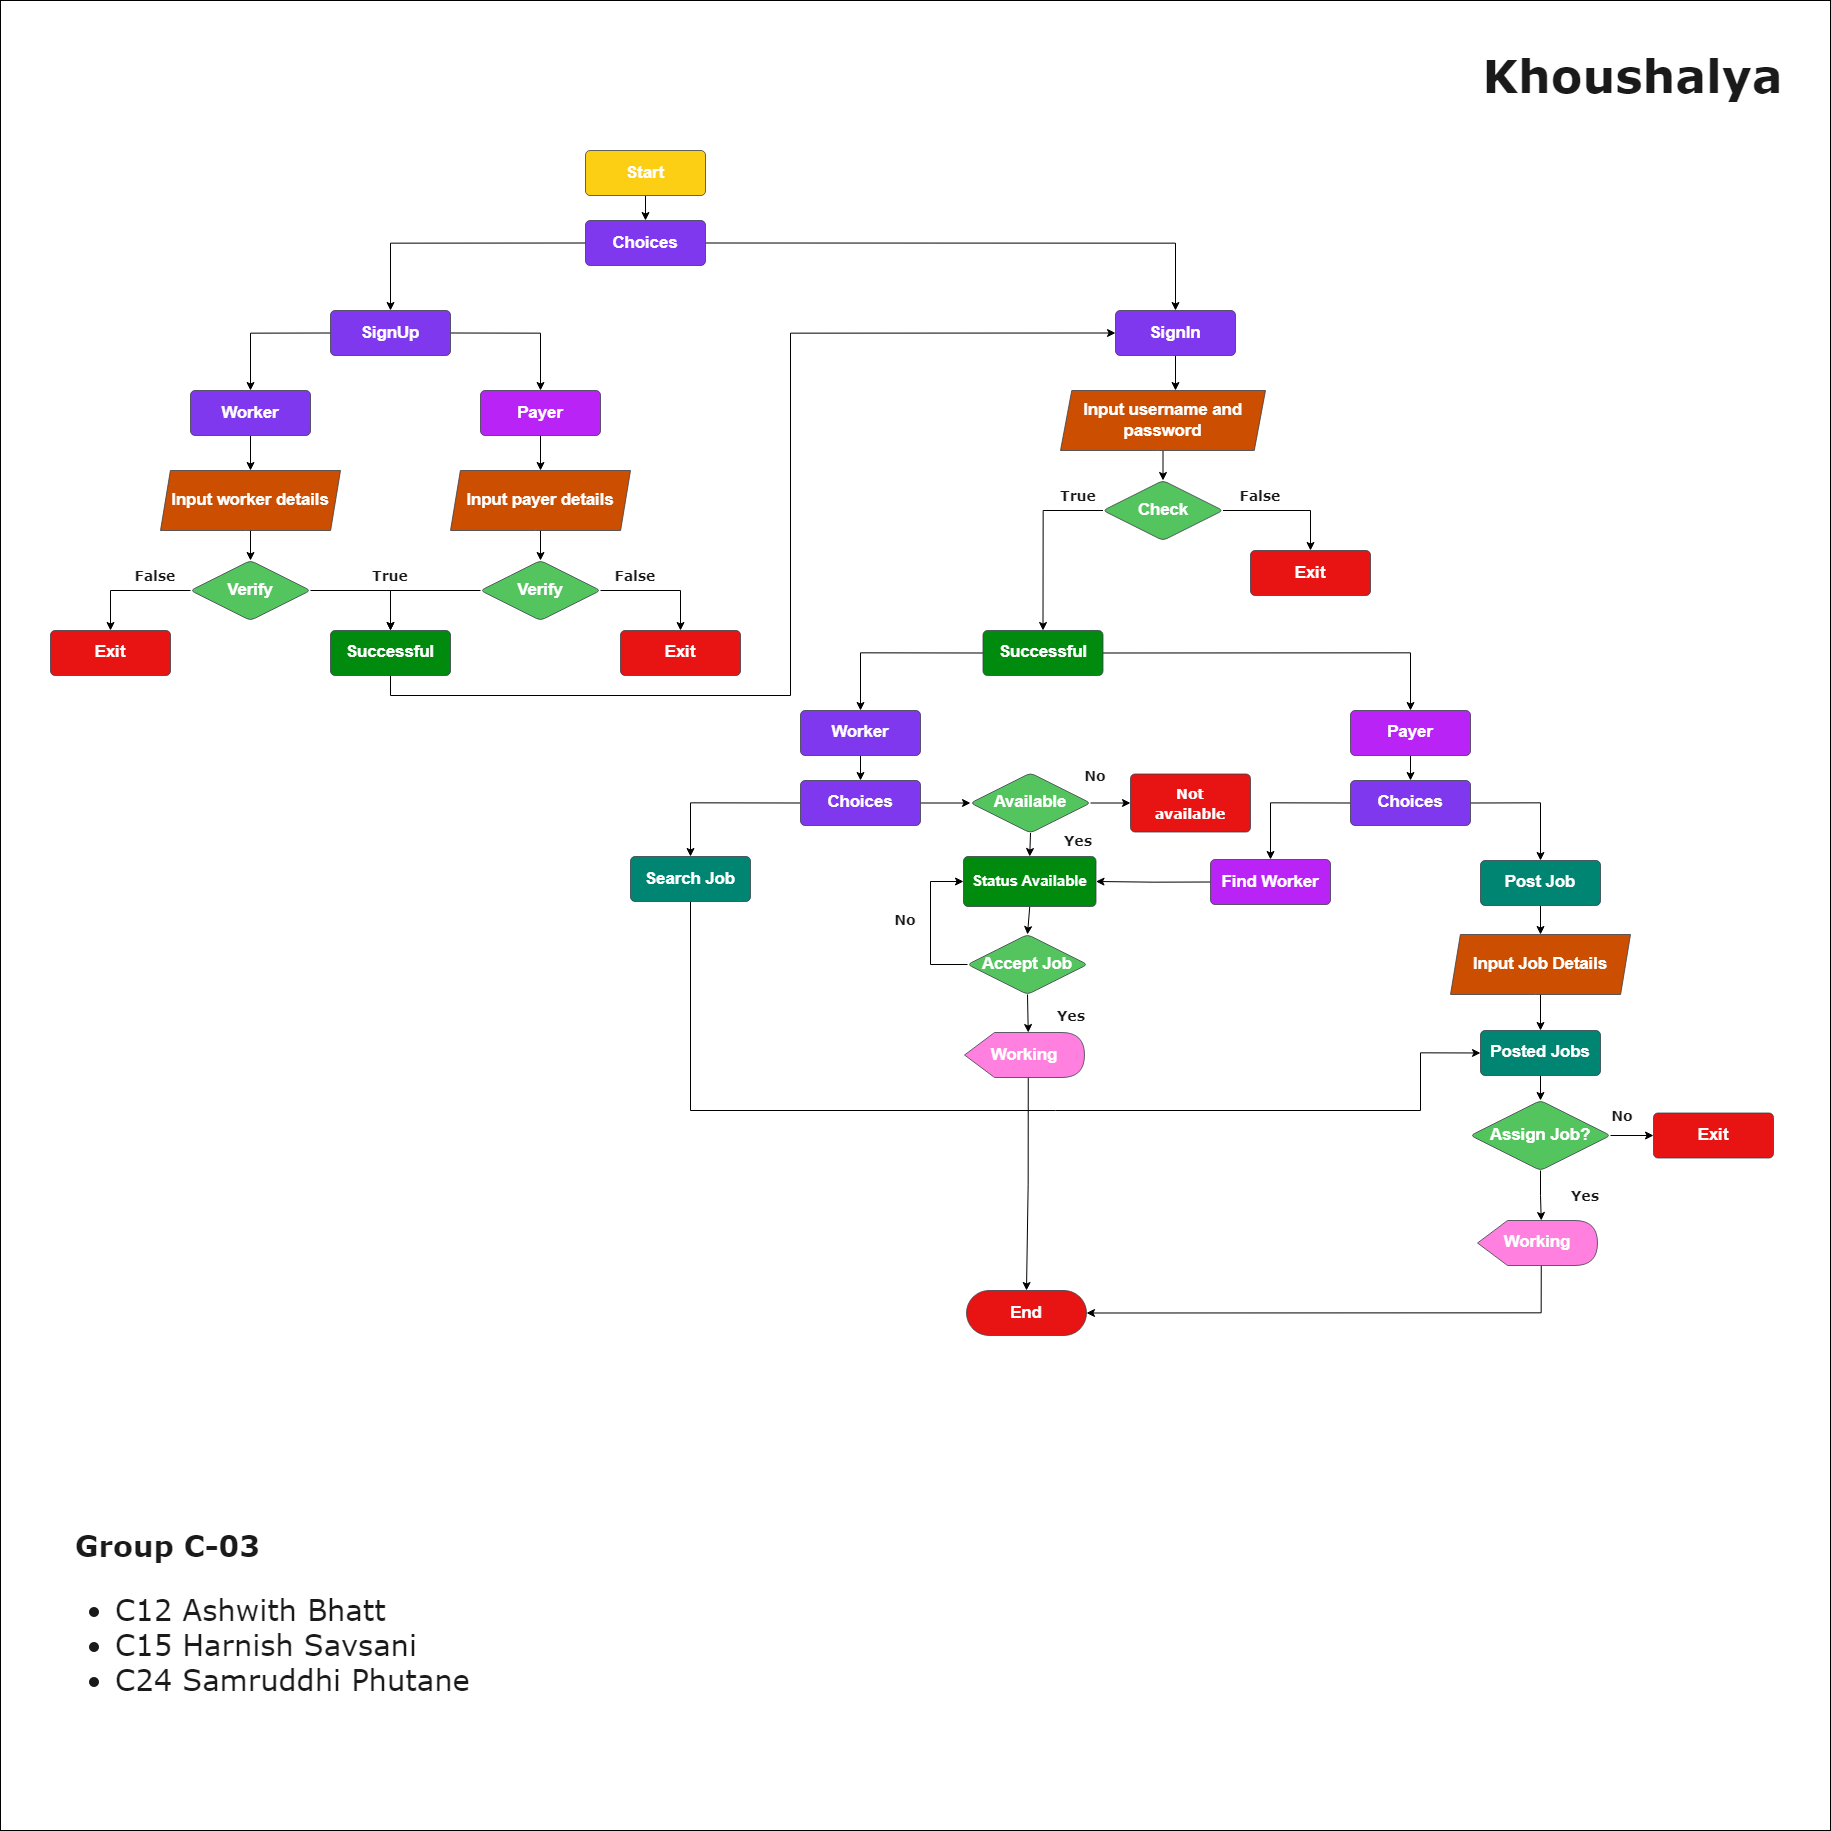 Khoushalya
Start
Choices
SignUp
SignIn
Worker
Payer
Input username and
password
Input worker details
Input payer details
True
Check
False
False
Verify
True
Verify
False
Exit
Exit
Successful
Exit
Successful
Worker
Payer
Choices
Available
No
Not
available
Choices
Yes
Search Job
Status Available
Find Worker
Post Job
No
Accept Job
Input Job Details
Yes
Working
Posted Jobs
Assign Job?
No
Exit
Yes
Working
End
Group C-03
• C12 Ashwith Bhatt
• C15 Harnish Savsani
• C24 Samruddhi Phutane